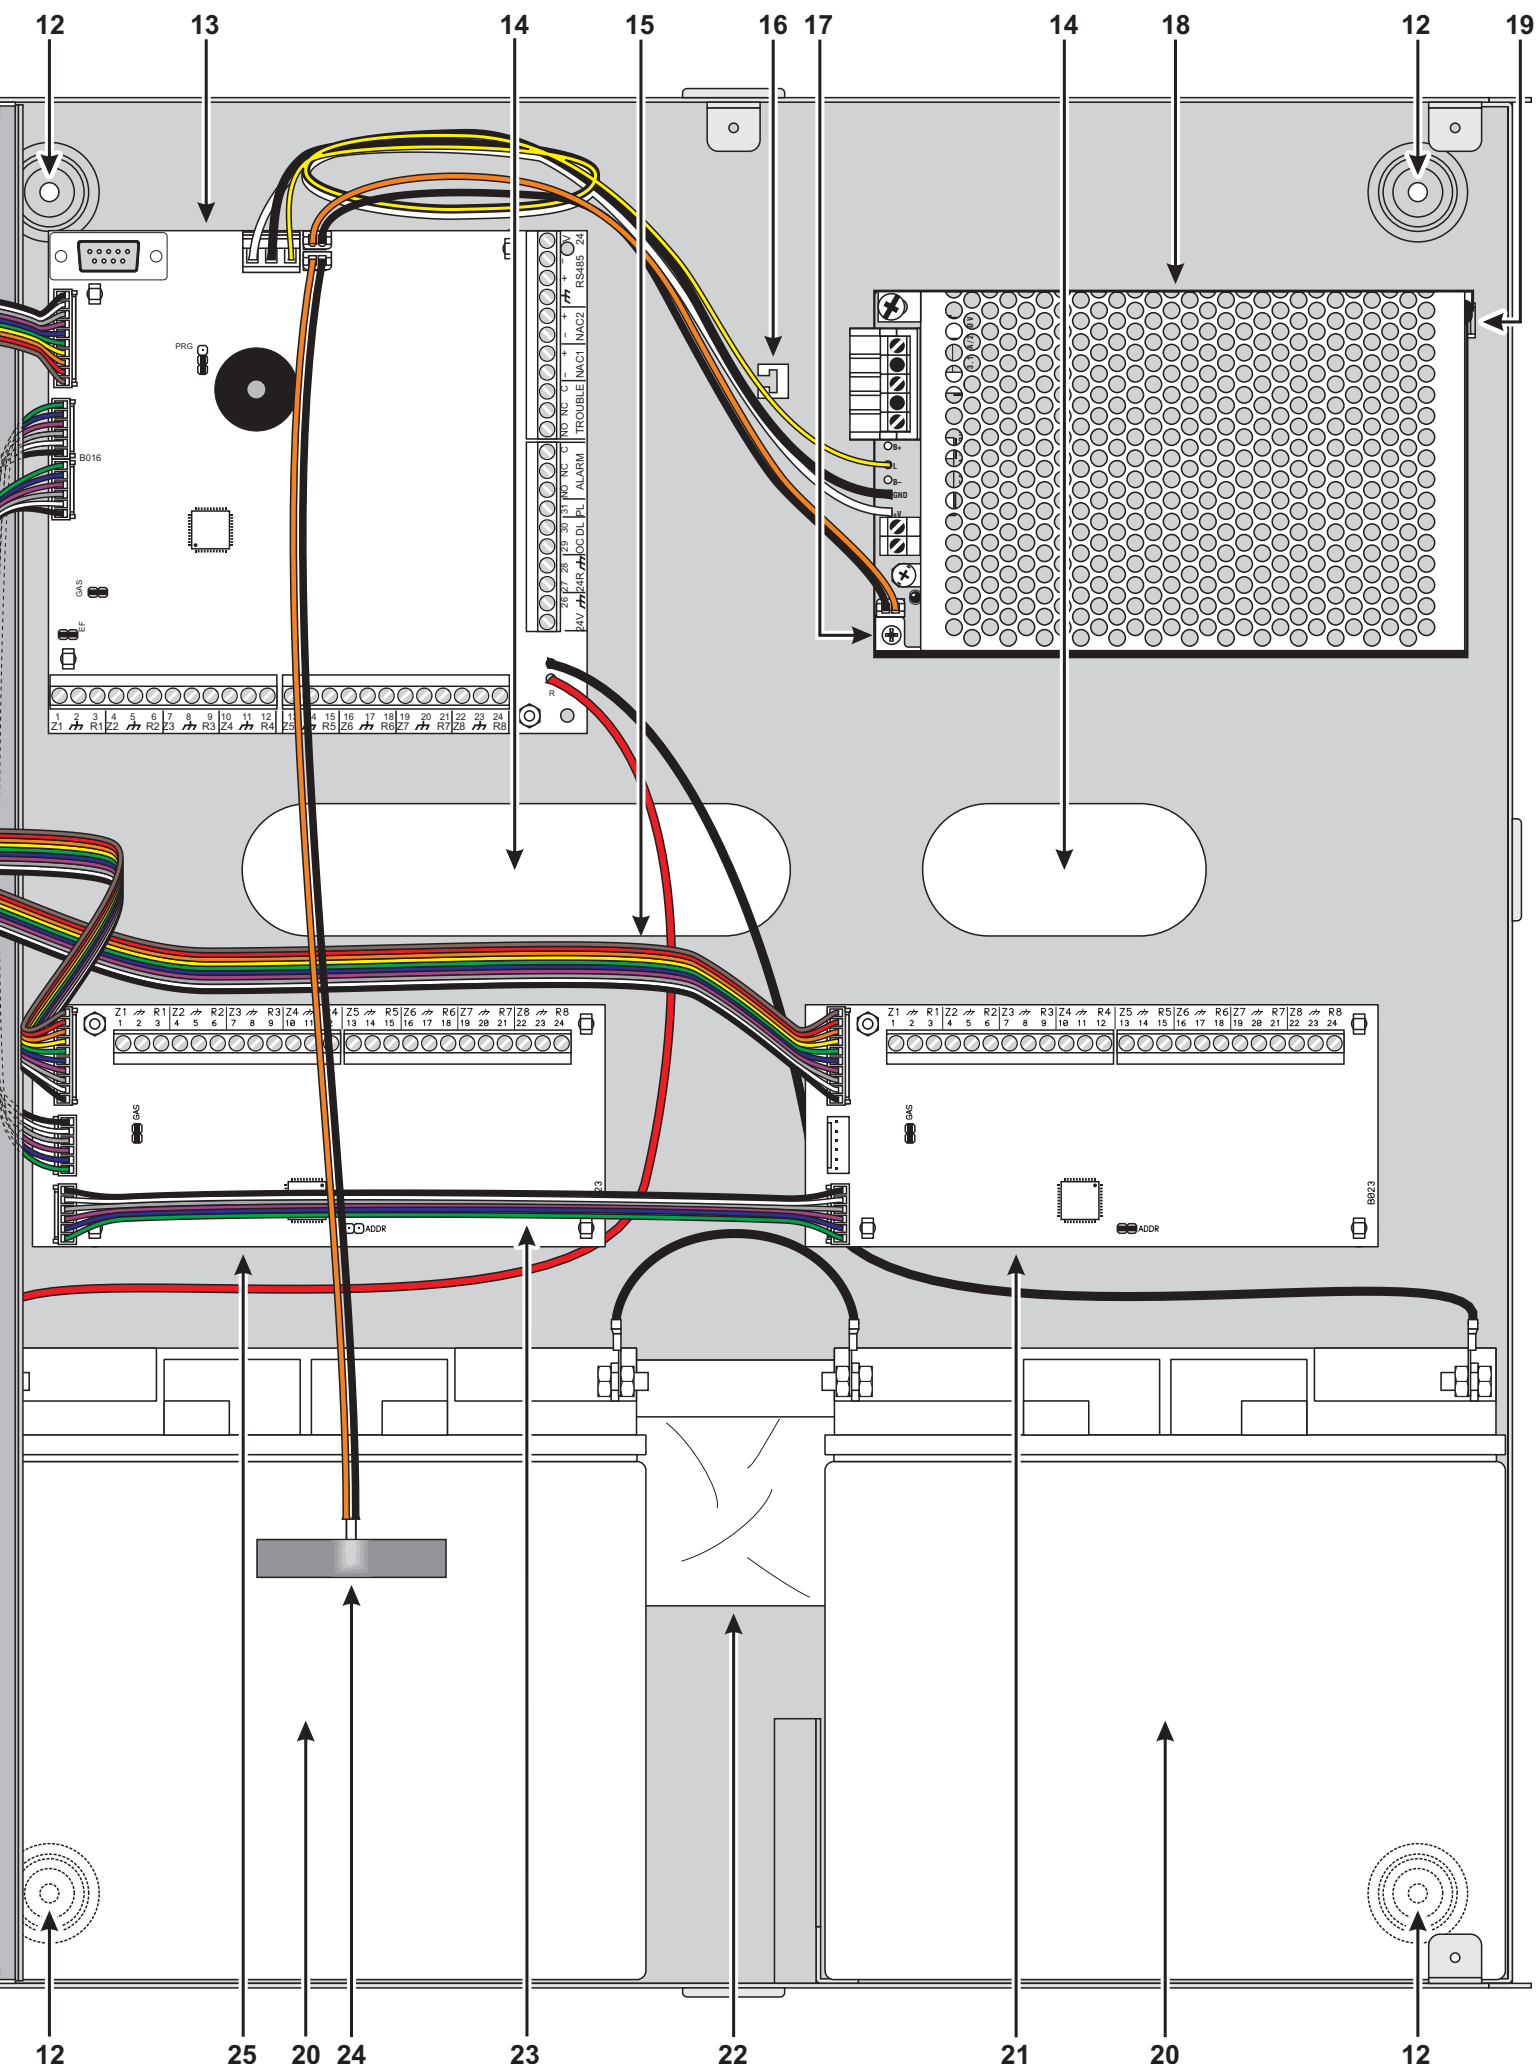 12 13 14 15 16 17 14 18 12 19
24
RS485
+ -
NAC2
+ -
NAC1
+ -
TROUBLE
NO NC C
ALARM
NO NC C
PL 31
DL 30
OC 29
28
24R 27
26
24V
PRG
B016
GAS
EF
R
B+
L
B-
GND
+V
1 2 3 4 5 6 7 8 9 10 11 12 13 14 15 16 17 18 19 20 21 22 23 24
Z1 R1 Z2 R2 Z3 R3 Z4 R4 Z5 R5 Z6 R6 Z7 R7 Z8 R8
Z1 R1 Z2 R2 Z3 R3 Z4 R4 Z5 R5 Z6 R6 Z7 R7 Z8 R8
1 2 3 4 5 6 7 8 9 10 11 13 14 15 16 17 18 19 20 21 22 23 24
GAS
ADDR
23
Z1 R1 Z2 R2 Z3 R3 Z4 R4 Z5 R5 Z6 R6 Z7 R7 Z8 R8
1 2 3 4 5 6 7 8 9 10 11 12 13 14 15 16 17 18 19 20 21 22 23 24
GAS
ADDR
B023
12 25 20 24 23 22 21 20 12